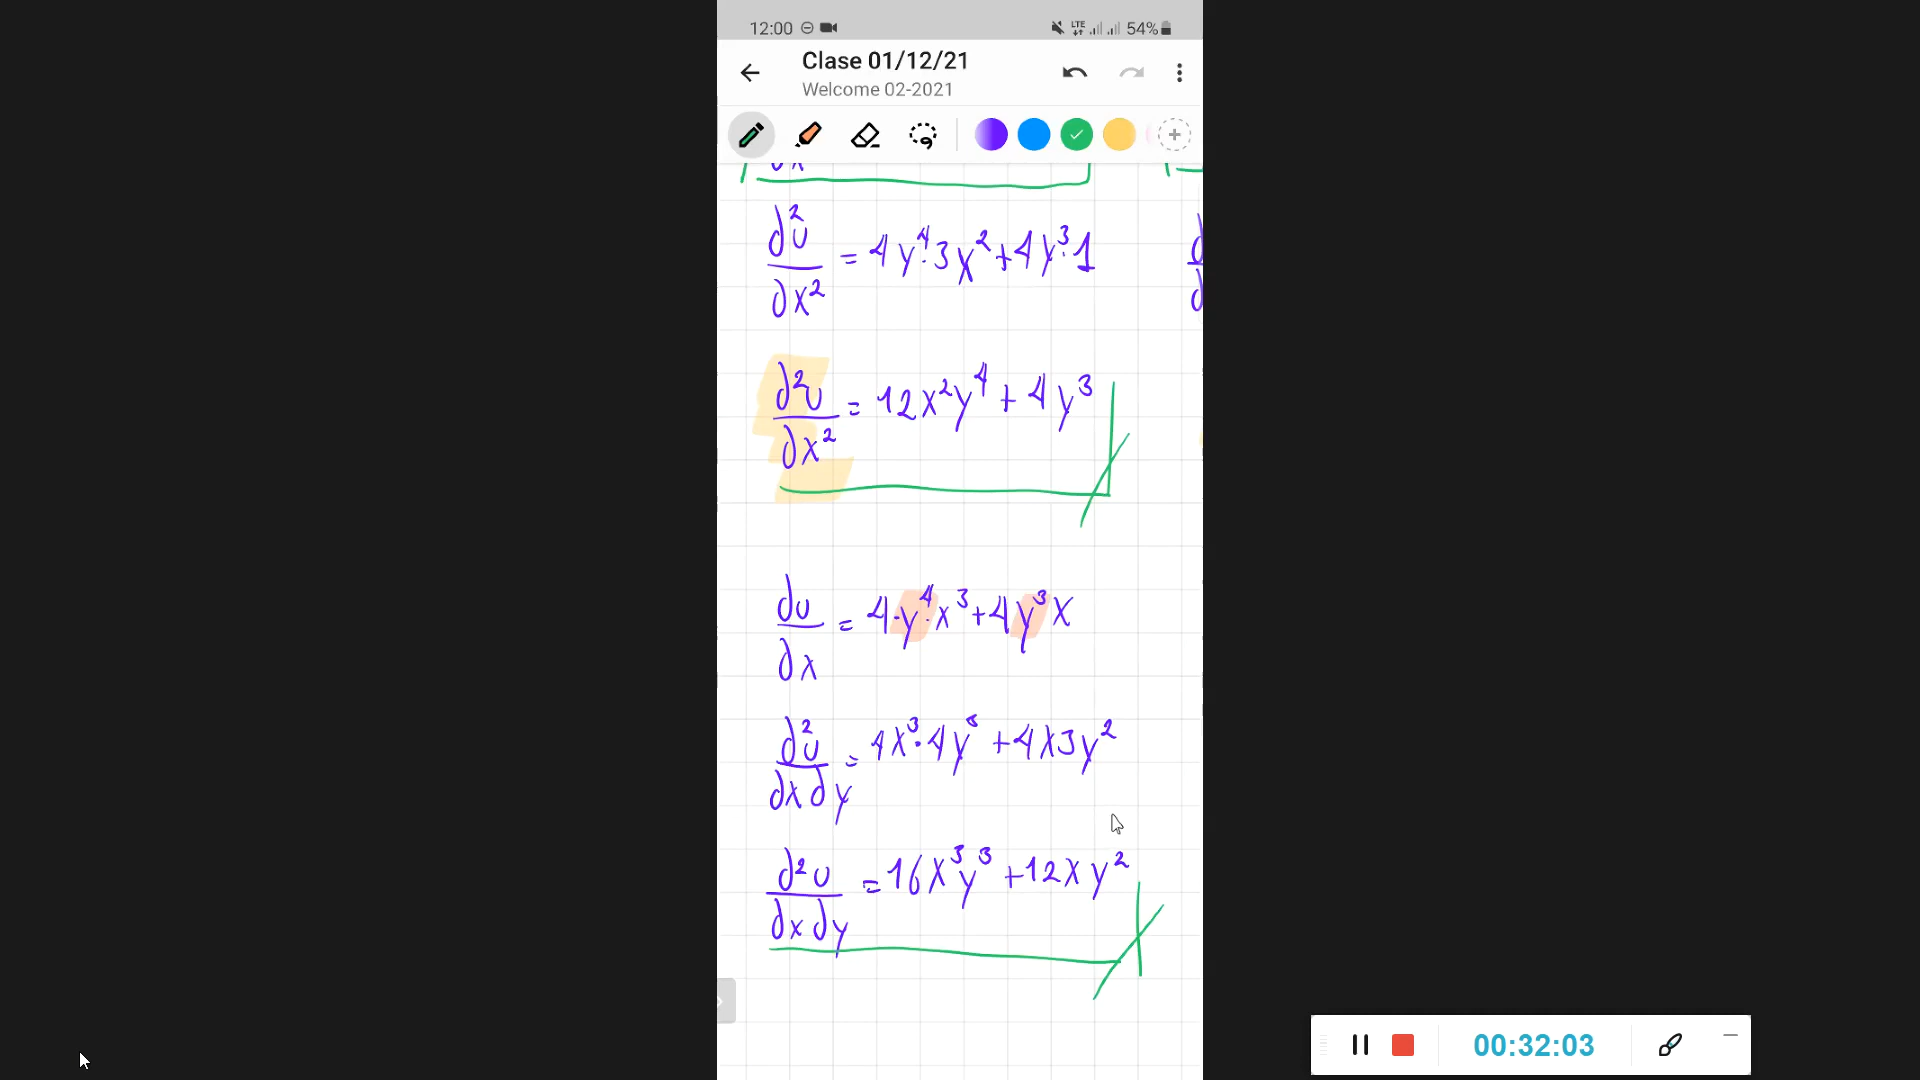 12:00 LTE 54%
Clase 01/12/21
Welcome 02-2021
∂x
∂²u/∂x² = 4y⁴·3x²+4y³·1
∂²u/∂x² = 12x²y⁴+4y³
∂u/∂x = 4·y⁴·x³+4y³x
∂²u/∂x∂y = 4x³·4y³+4x3y²
∂²u/∂x∂y = 16x³y³+12xy²
00:32:03